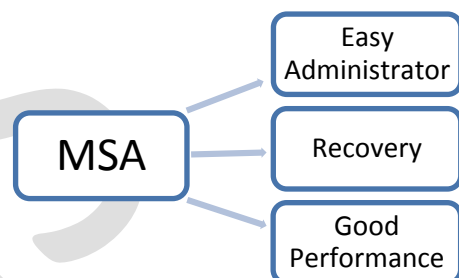 MSA
Easy
Administrator
Recovery
Good
Performance